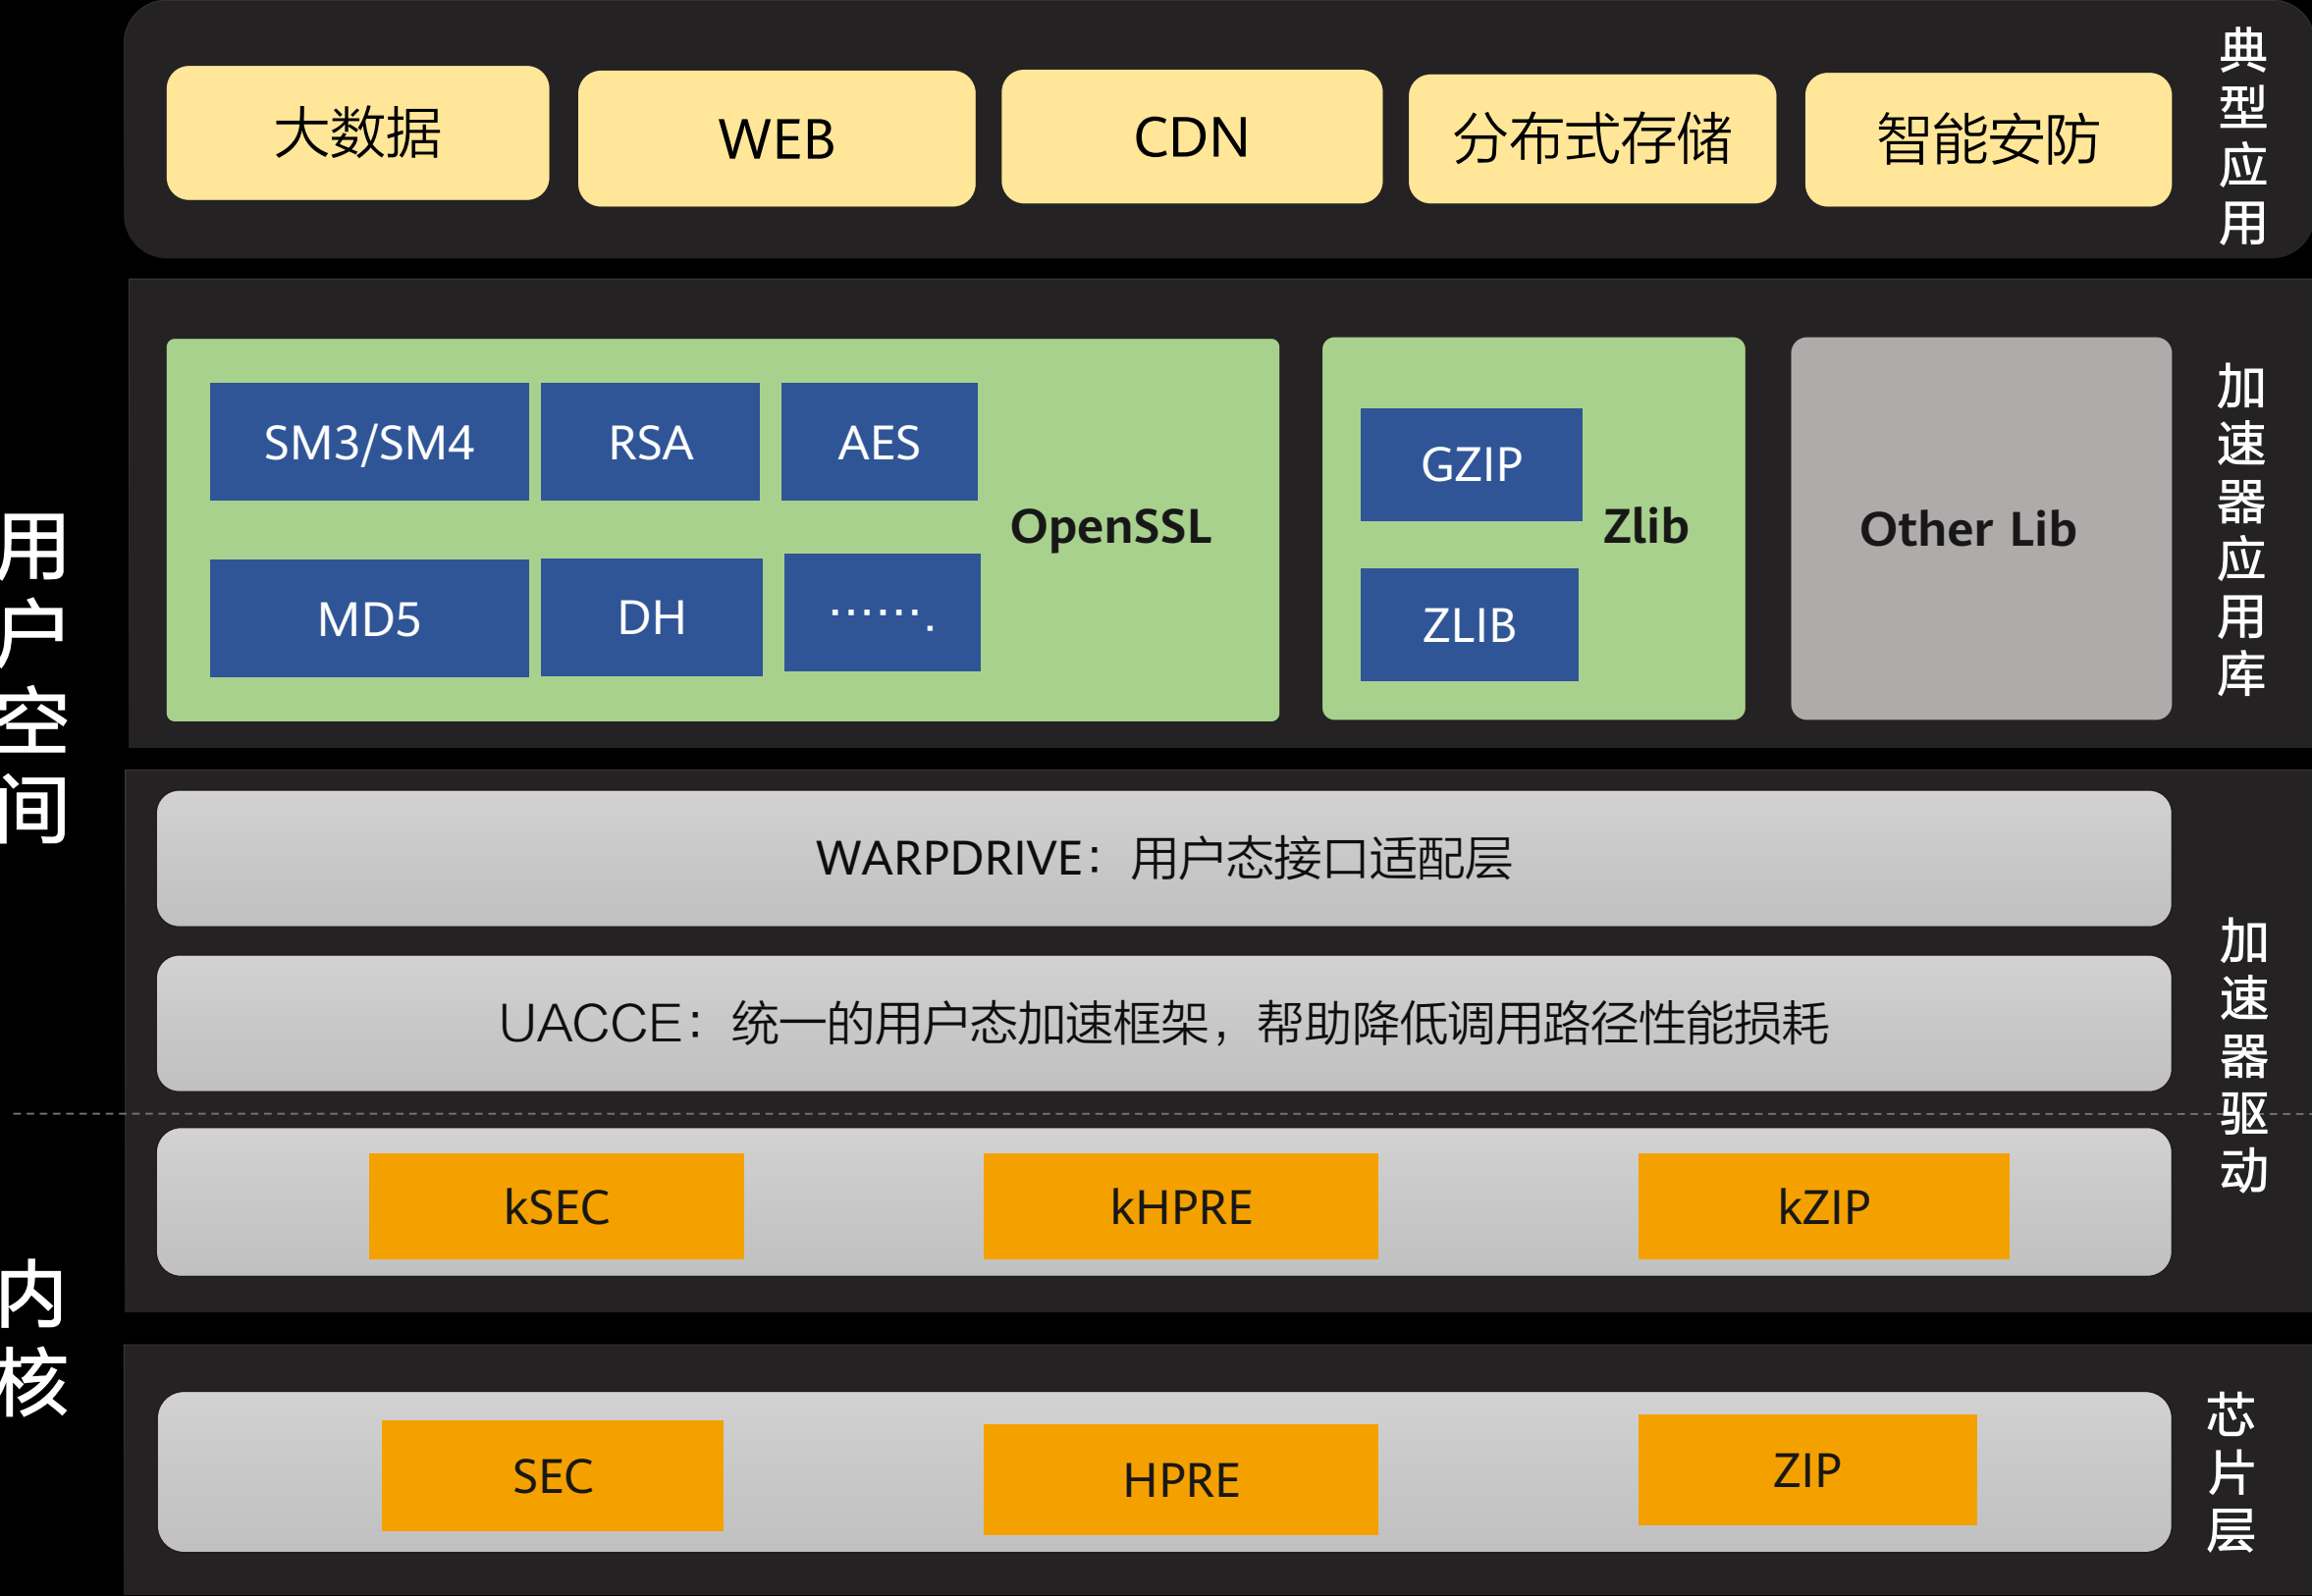 典型应用
大数据
WEB
CDN
分布式存储
智能安防
用户空间
加速器应用库
SM3/SM4
RSA
AES
MD5
DH
…….
OpenSSL
GZIP
ZLIB
Zlib
Other Lib
加速器驱动
WARPDRIVE：用户态接口适配层
UACCE：统一的用户态加速框架，帮助降低调用路径性能损耗
内核
kSEC
kHPRE
kZIP
芯片层
SEC
HPRE
ZIP